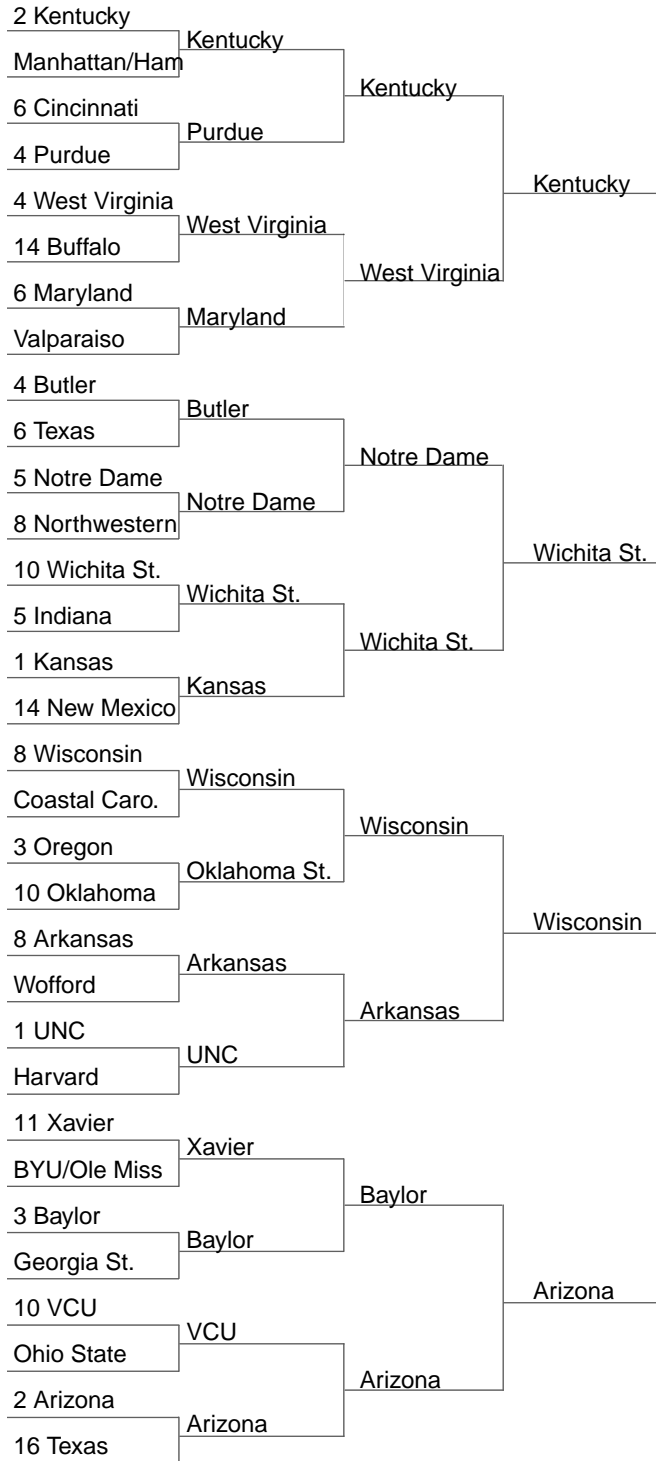 2 Kentucky
Kentucky
Manhattan/Ham
Kentucky
6 Cincinnati
Purdue
4 Purdue
Kentucky
4 West Virginia
West Virginia
14 Buffalo
West Virginia
6 Maryland
Maryland
Valparaiso
4 Butler
Butler
6 Texas
Notre Dame
5 Notre Dame
Notre Dame
8 Northwestern
Wichita St.
10 Wichita St.
Wichita St.
5 Indiana
Wichita St.
1 Kansas
Kansas
14 New Mexico
8 Wisconsin
Wisconsin
Coastal Caro.
Wisconsin
3 Oregon
Oklahoma St.
10 Oklahoma
Wisconsin
8 Arkansas
Arkansas
Wofford
Arkansas
1 UNC
UNC
Harvard
11 Xavier
Xavier
BYU/Ole Miss
Baylor
3 Baylor
Baylor
Georgia St.
Arizona
10 VCU
VCU
Ohio State
Arizona
2 Arizona
Arizona
16 Texas